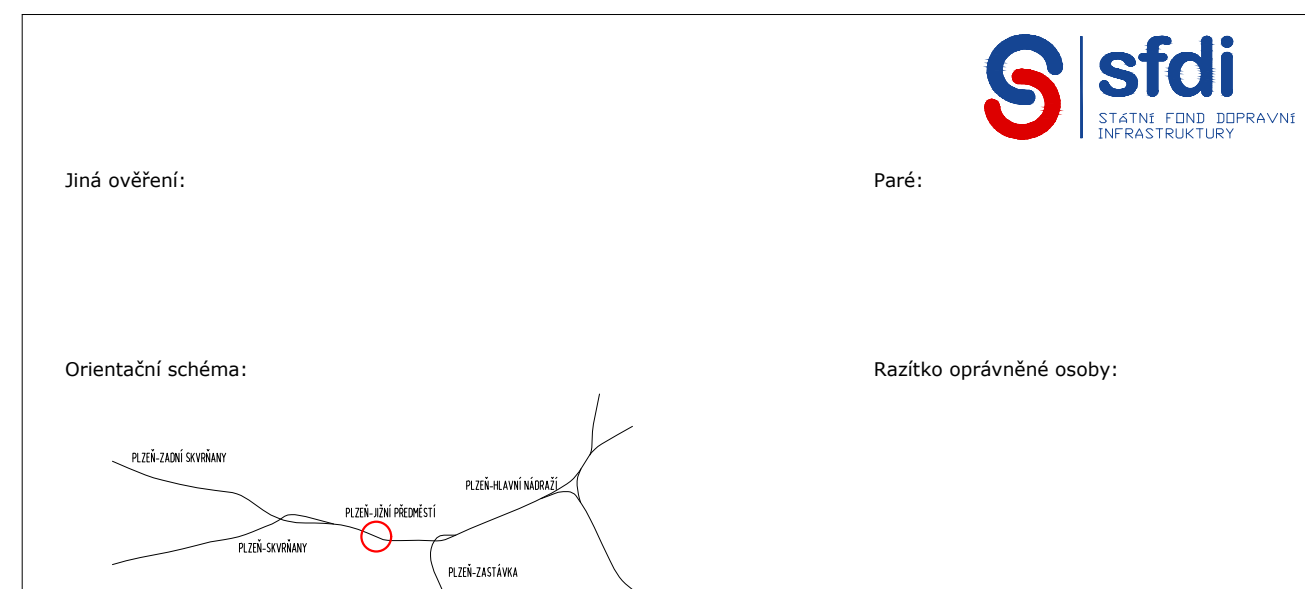 sfdi
STÁTNÍ FOND DOPRAVNÍ
INFRASTRUKTURY
Jiná ověření:
Paré:
Orientační schéma:
Razítko oprávněné osoby:
PLZEŇ-ZADNÍ SKVRŇANY
PLZEŇ-HLAVNÍ NÁDRAŽÍ
PLZEŇ-JIŽNÍ PŘEDMĚSTÍ
PLZEŇ-SKVRŇANY
PLZEŇ-ZASTÁVKA